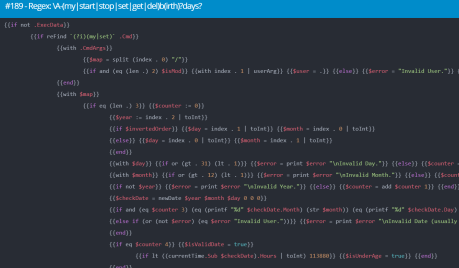 #189 - Regex: \A-(my|start|stop|set|get|del)b(irth)?days?
{{if not .ExecData}}
{{if reFind `(?i)(my|set)` .Cmd}}
{{with .CmdArgs}}
{{$map = split (index . 0) "/"}}
{{if and (eq (len .) 2) $isMod}} {{with index . 1 | userArg}} {{$user = .}} {{else}} {{$error = "Invalid User."}}
{{end}}
{{with $map}}
{{if eq (len .) 3}} {{$counter := 0}}
{{$year := index . 2 | toInt}}
{{if $invertedOrder}} {{$day = index . 1 | toInt}} {{$month = index . 0 | toInt}}
{{else}} {{$day = index . 0 | toInt}} {{$month = index . 1 | toInt}}
{{end}}
{{with $day}} {{if or (gt . 31) (lt . 1)}} {{$error = print $error "\nInvalid Day."}} {{else}} {{$counter =
{{with $month}} {{if or (gt . 12) (lt . 1)}} {{$error = print $error "\nInvalid Month."}} {{else}} {{$count
{{if not $year}} {{$error = print $error "\nInvalid Year."}} {{else}} {{$counter = add $counter 1}} {{end}
{{$checkDate = newDate $year $month $day 0 0 0}}
{{if and (eq $counter 3) (eq (printf "%d" $checkDate.Month) (str $month)) (eq (printf "%d" $checkDate.Day)
{{else if (or (not $error) (eq $error "Invalid User."))}} {{$error = print $error "\nInvalid Date (usually
{{end}}
{{if eq $counter 4}} {{$isValidDate = true}}
{{if lt ((currentTime.Sub $checkDate).Hours | toInt) 113880}} {{$isUnderAge = true}} {{end}}
{{end}}